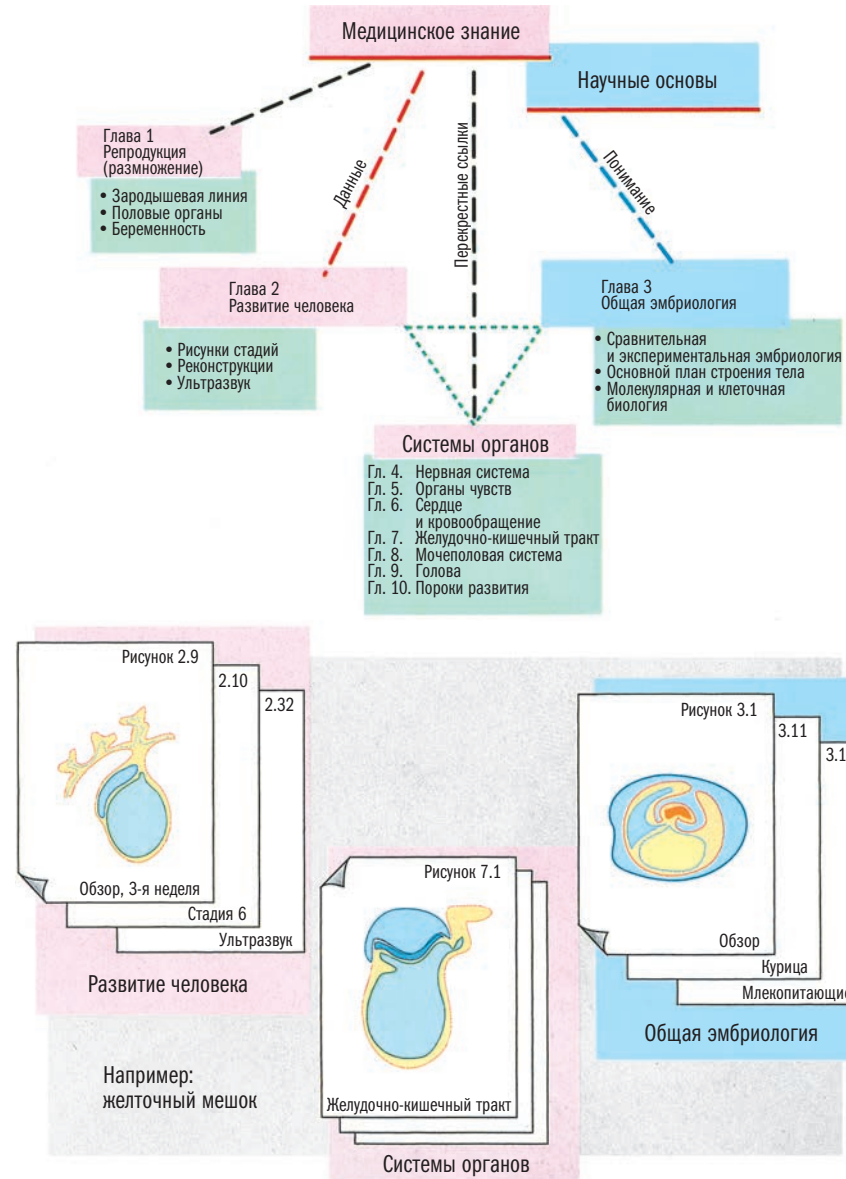 Медицинское знание
Научные основы
Глава 1
Репродукция
(размножение)
• Зародышевая линия
• Половые органы
• Беременность
Данные
Перекрестные ссылки
Понимание
Глава 2
Развитие человека
• Рисунки стадий
• Реконструкции
• Ультразвук
Глава 3
Общая эмбриология
• Сравнительная
и экспериментальная эмбриология
• Основной план строения тела
• Молекулярная и клеточная
биология
Системы органов
Гл. 4. Нервная система
Гл. 5. Органы чувств
Гл. 6. Сердце
и кровообращение
Гл. 7. Желудочно-кишечный тракт
Гл. 8. Мочеполовая система
Гл. 9. Голова
Гл. 10. Пороки развития
Рисунок 2.9
2.10
2.32
Обзор, 3-я неделя
Стадия 6
Ультразвук
Развитие человека
Рисунок 7.1
Желудочно-кишечный тракт
Системы органов
Рисунок 3.1
3.11
3.1
Обзор
Курица
Млекопитающие
Общая эмбриология
Например:
желточный мешок